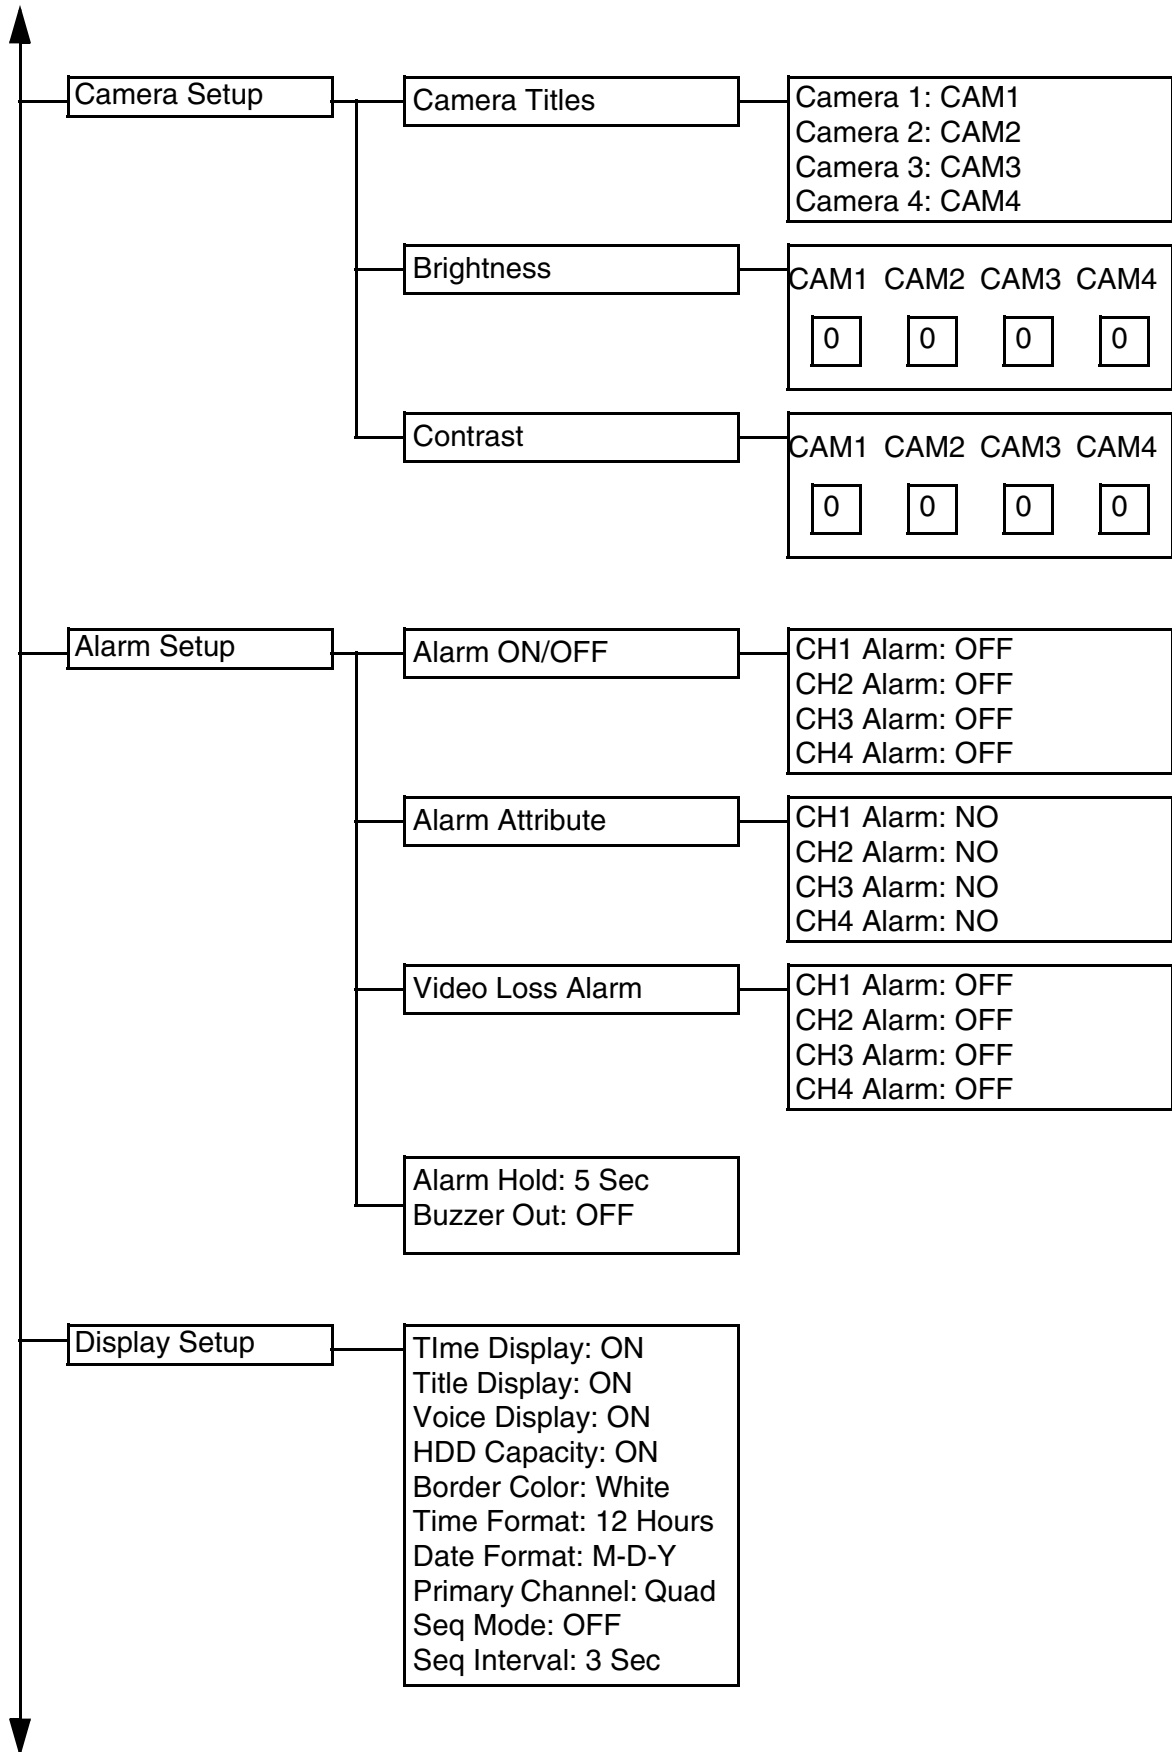 Camera Setup
Camera Titles
Camera 1: CAM1
Camera 2: CAM2
Camera 3: CAM3
Camera 4: CAM4
Brightness
CAM1 CAM2 CAM3 CAM4
0 0 0 0
Contrast
CAM1 CAM2 CAM3 CAM4
0 0 0 0
Alarm Setup
Alarm ON/OFF
CH1 Alarm: OFF
CH2 Alarm: OFF
CH3 Alarm: OFF
CH4 Alarm: OFF
Alarm Attribute
CH1 Alarm: NO
CH2 Alarm: NO
CH3 Alarm: NO
CH4 Alarm: NO
Video Loss Alarm
CH1 Alarm: OFF
CH2 Alarm: OFF
CH3 Alarm: OFF
CH4 Alarm: OFF
Alarm Hold: 5 Sec
Buzzer Out: OFF
Display Setup
TIme Display: ON
Title Display: ON
Voice Display: ON
HDD Capacity: ON
Border Color: White
Time Format: 12 Hours
Date Format: M-D-Y
Primary Channel: Quad
Seq Mode: OFF
Seq Interval: 3 Sec